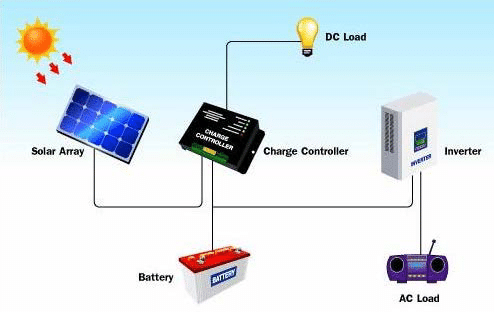 DC Load
CHARGE
CONTROLLER
Solar Array
Charge Controller
INVERTER
Inverter
Battery
BATTERY
AC Load